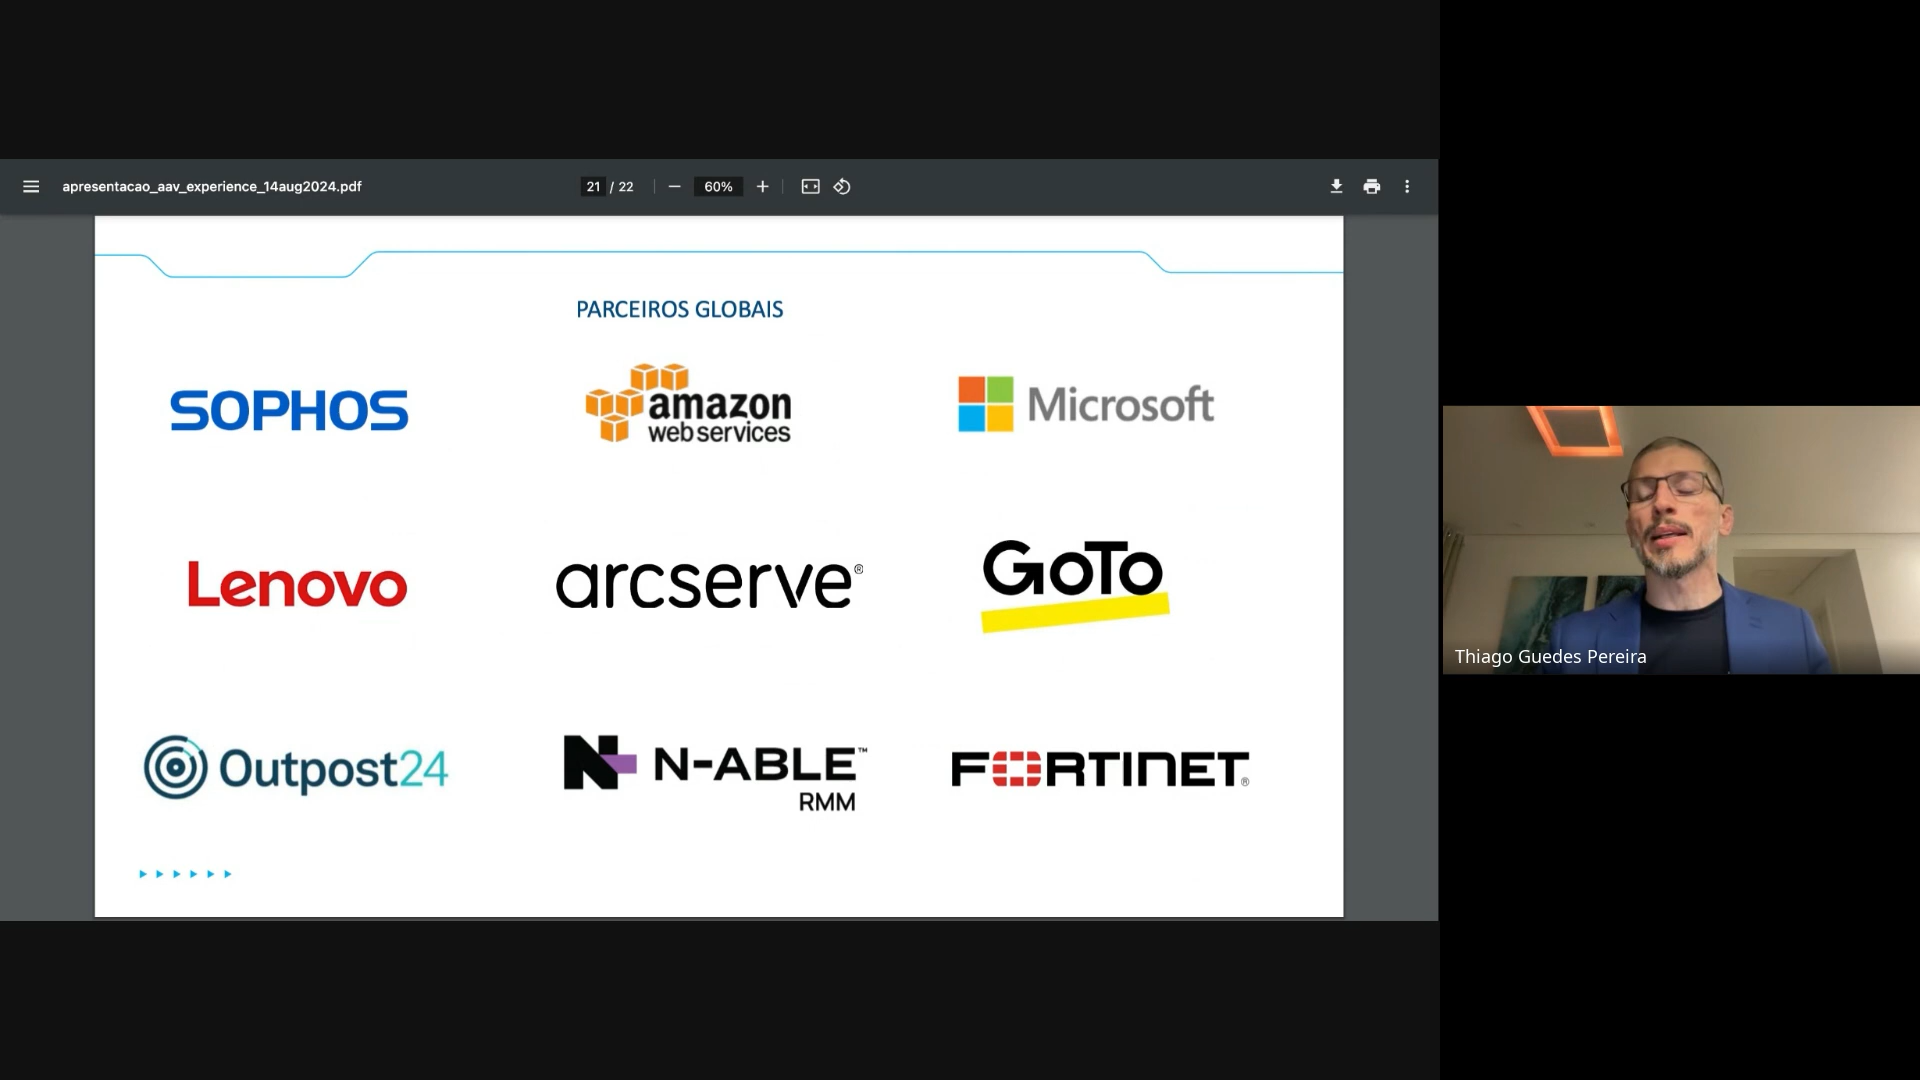 apresentacao_aav_experience_14aug2024.pdf
21 / 22
60%
PARCEIROS GLOBAIS
SOPHOS
amazon
web services
Microsoft
Lenovo
arcserve®
GoTo
Outpost24
N-ABLE™
RMM
FORTINET®
Thiago Guedes Pereira